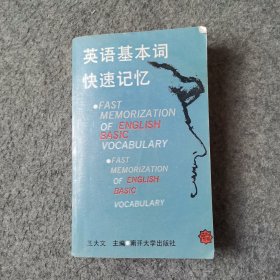 英语基本词
快速记忆
●FAST
MEMORIZATION
OF ENGLISH
BASIC
VOCABULARY
●FAST
MEMORIZATION
OF ENGLISH
BASIC
VOCABULARY
王大文 主编●南开大学出版社